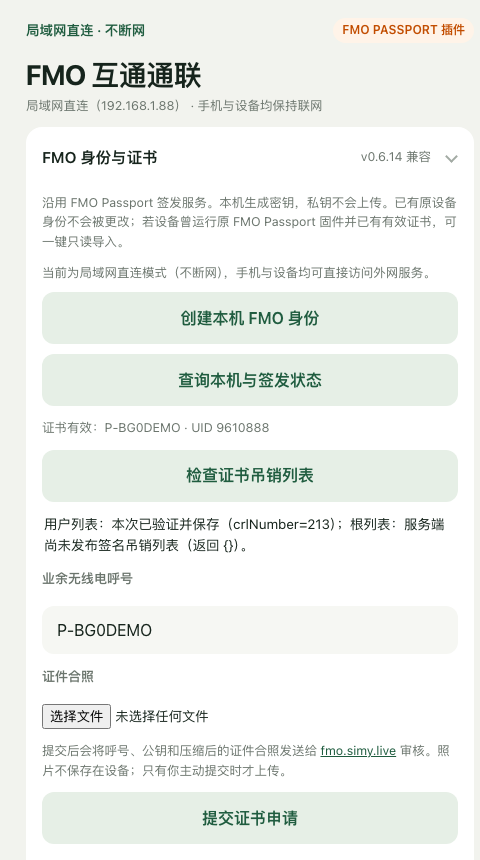 局域网直连 · 不断网
FMO PASSPORT 插件
FMO 互通通联
局域网直连（192.168.1.88） · 手机与设备均保持联网
FMO 身份与证书
v0.6.14 兼容
沿用 FMO Passport 签发服务。本机生成密钥，私钥不会上传。已有原设备
身份不会被更改；若设备曾运行原 FMO Passport 固件并已有有效证书，可
一键只读导入。
当前为局域网直连模式（不断网），手机与设备均可直接访问外网服务。
创建本机 FMO 身份
查询本机与签发状态
证书有效：P-BG0DEMO · UID 9610888
检查证书吊销列表
用户列表：本次已验证并保存（crlNumber=213）；根列表：服务端
尚未发布签名吊销列表（返回 {}）。
业余无线电呼号
P-BG0DEMO
证件合照
选择文件 未选择任何文件
提交后会将呼号、公钥和压缩后的证件合照发送给 fmo.simy.live 审核。照
片不保存在设备；只有你主动提交时才上传。
提交证书申请